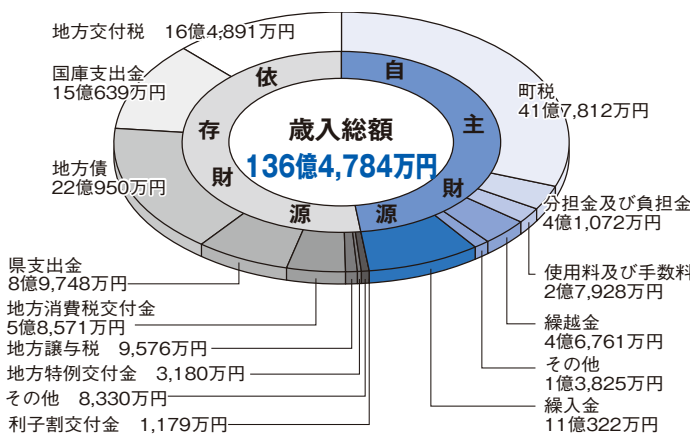 歳入総額
136億4,784万円
自主財源
依存財源
町税
41億7,812万円
分担金及び負担金
4億1,072万円
使用料及び手数料
2億7,928万円
繰越金
4億6,761万円
その他
1億3,825万円
繰入金
11億322万円
地方交付税　16億4,891万円
国庫支出金
15億639万円
地方債
22億950万円
県支出金
8億9,748万円
地方消費税交付金
5億8,571万円
地方譲与税　9,576万円
地方特例交付金　3,180万円
その他　8,330万円
利子割交付金　1,179万円